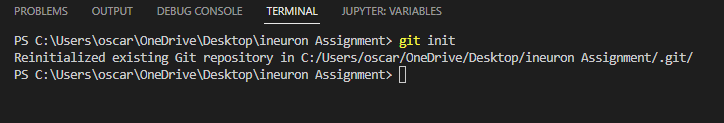 PROBLEMS OUTPUT DEBUG CONSOLE TERMINAL JUPYTER: VARIABLES
PS C:\Users\oscar\OneDrive\Desktop\ineuron Assignment> git init
Reinitialized existing Git repository in C:/Users/oscar/OneDrive/Desktop/ineuron Assignment/.git/
PS C:\Users\oscar\OneDrive\Desktop\ineuron Assignment>